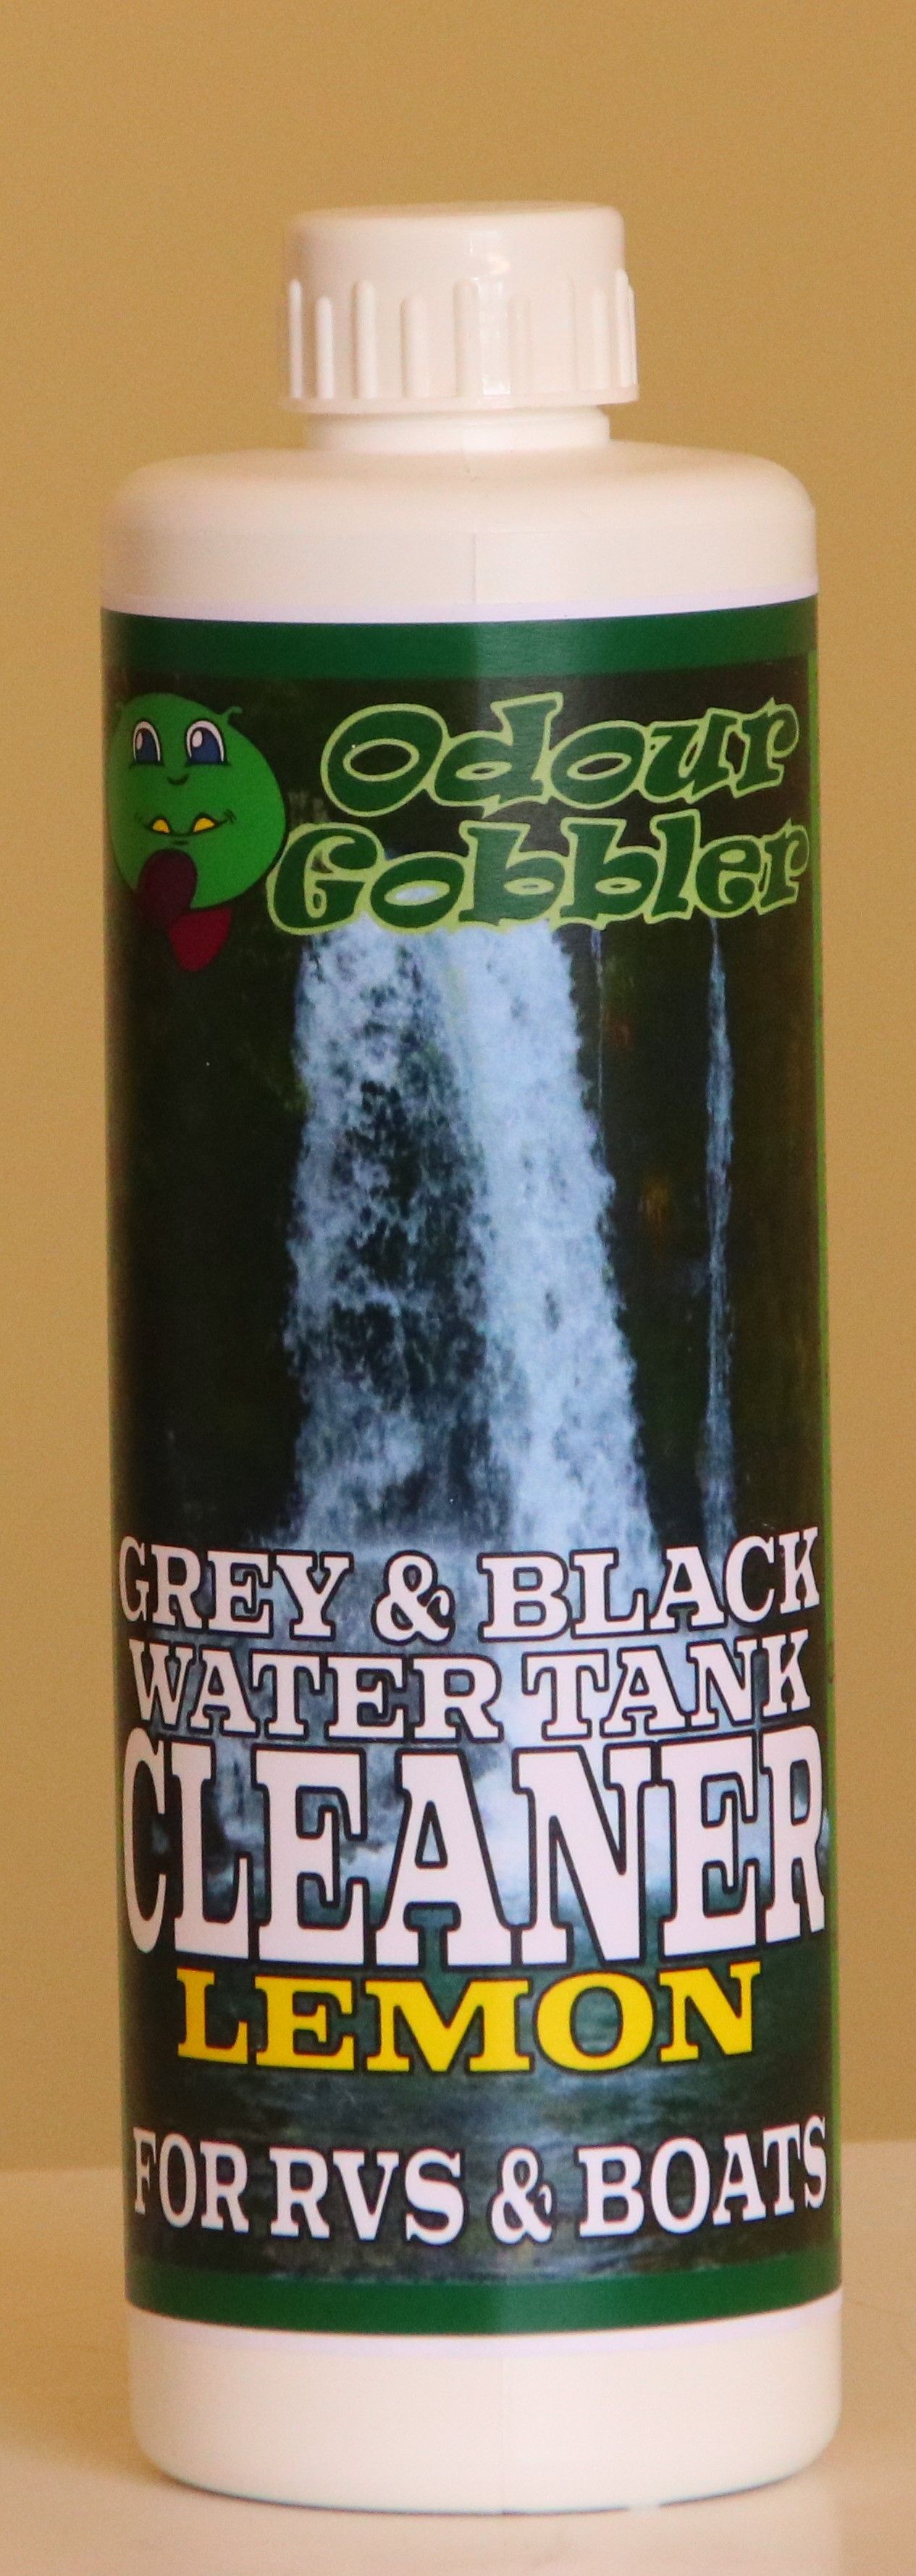 Odour
Gobbler
GREY & BLACK
WATER TANK
CLEANER
LEMON
FOR RVS & BOATS